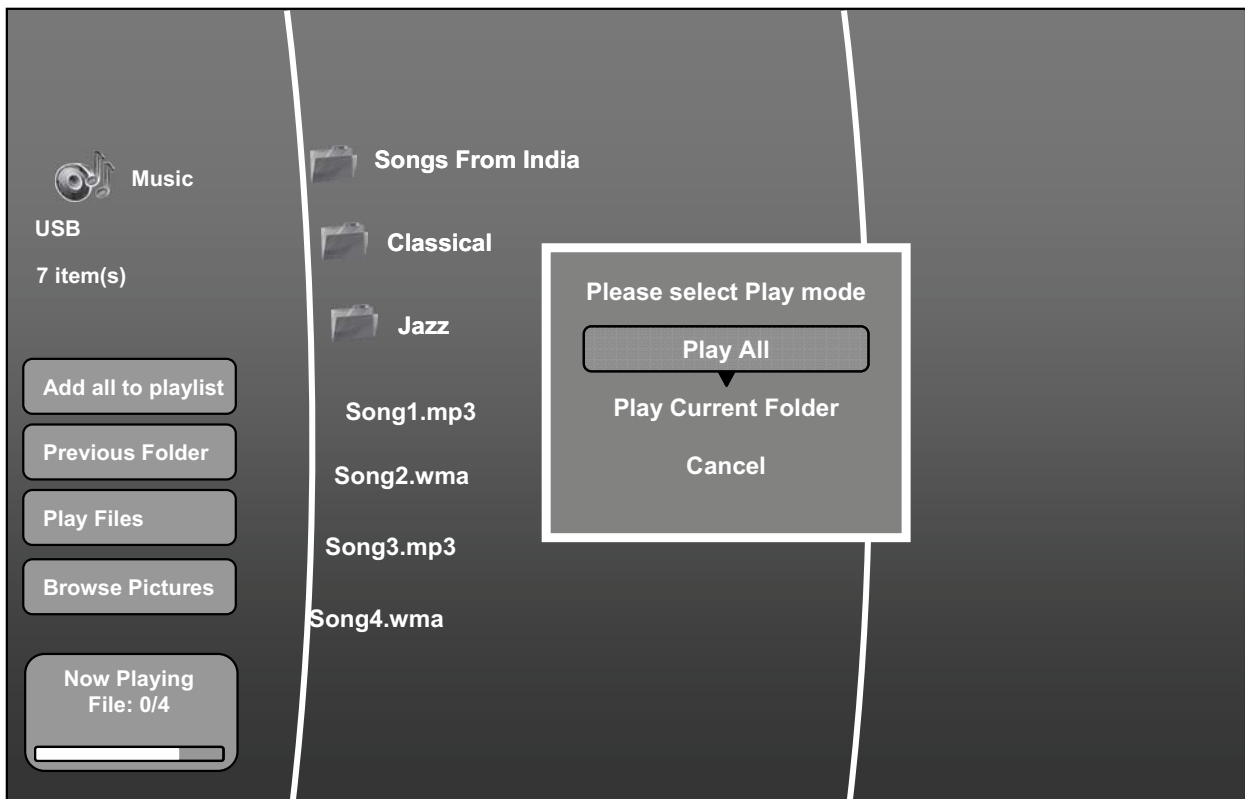 Music
USB
7 item(s)
Add all to playlist
Previous Folder
Play Files
Browse Pictures
Now Playing
File: 0/4
Songs From India
Classical
Jazz
Song1.mp3
Song2.wma
Song3.mp3
Song4.wma
Please select Play mode
Play All
Play Current Folder
Cancel